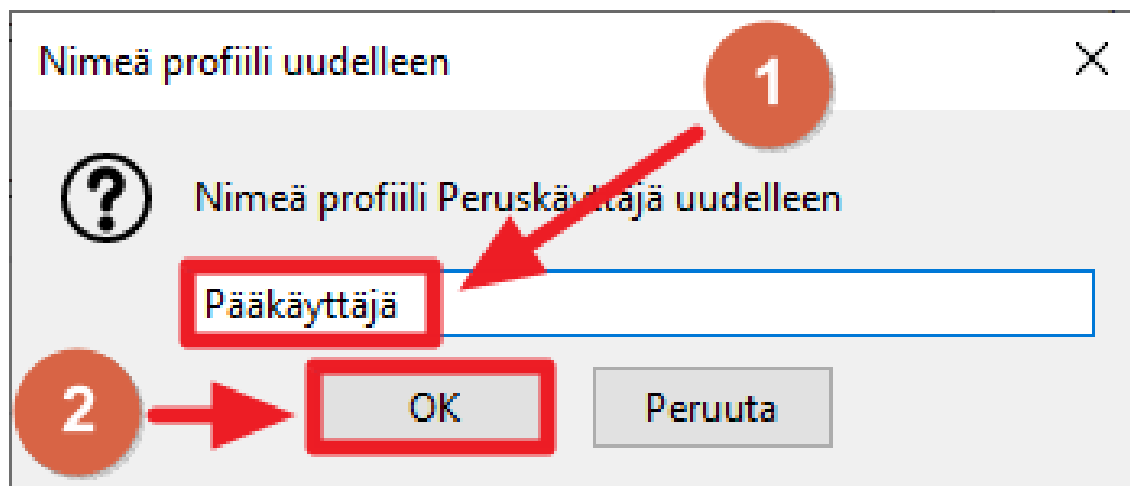 Nimeä profiili uudelleen
1
Nimeä profiili Peruskäyttäjä uudelleen
Pääkäyttäjä
2
OK
Peruuta